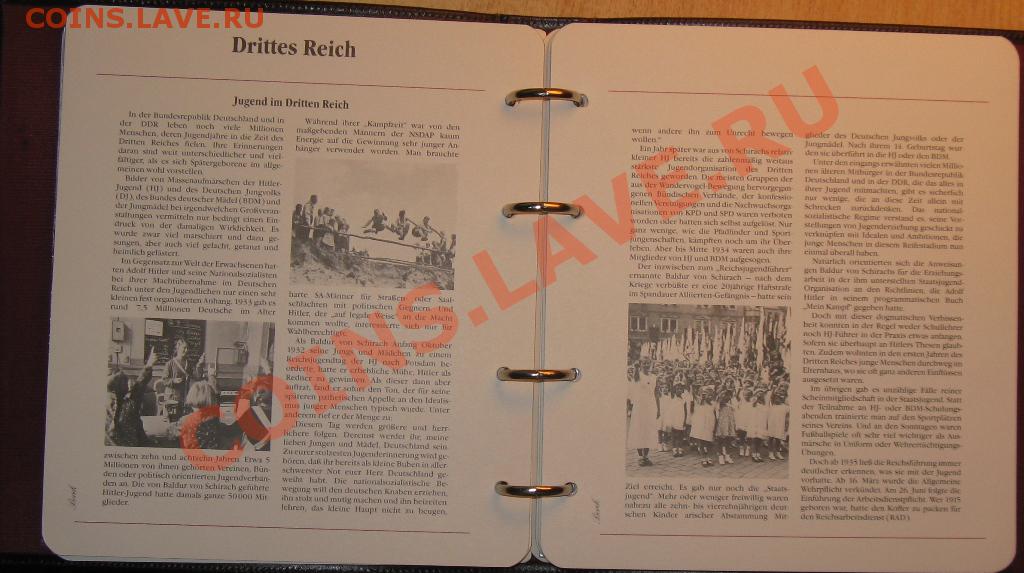 COINS.LAVE.RU
Drittes Reich
Jugend im Dritten Reich
In der Bundesrepublik Deutschland und in
der DDR leben noch viele Millionen
Menschen, deren Jugendjahre in die Zeit des
Dritten Reiches fielen. Ihre Erinnerungen
daran sind weit unterschiedlicher und viel-
fältiger, als es sich Spätergeborene im allge-
meinen wohl vorstellen.
Bilder von Massenaufmärschen der Hitler-
Jugend (HJ) und des Deutschen Jungvolks
(DJ), des Bundes deutscher Mädel (BDM) und
der Jungmädel bei irgendwelchen Großveran-
staltungen vermitteln nur bedingt einen Ein-
druck von der damaligen Wirklichkeit. Es
wurde zwar viel marschiert und dazu ge-
sungen, aber auch viel gelacht, getanzt und
heimlich gelästert.
Im Gegensatz zur Welt der Erwachsenen hat-
ten Adolf Hitler und seine Nationalsozialisten
bei ihrer Machtübernahme im Deutschen
Reich unter den Jugendlichen nur einen sehr
kleinen fest organisierten Anhang. 1933 gab es
rund 7,5 Millionen Deutsche im Alter
zwischen zehn und achtzehn Jahren. Etwa 5
Millionen von ihnen gehörten Vereinen, Bün-
den oder politisch orientierten Jugendverbän-
den an. Die von Baldur von Schirach geführte
Hitler-Jugend hatte damals ganze 50 000 Mit-
glieder.
Während ihrer „Kampfzeit" war von den
maßgebenden Männern der NSDAP kaum
Energie auf die Gewinnung sehr junger An-
hänger verwendet worden. Man brauchte
harte SA-Männer für Straßen- oder Saal-
schlachten mit politischen Gegnern. Und
Hitler, der „auf legale Weise" an die Macht
kommen wollte, interessierte sich nur für
Wahlberechtigte.
Als Baldur von Schirach Anfang Oktober
1932 seine Jungs und Mädchen zu einem
Reichsjugendtag der HJ nach Potsdam be-
orderte, hatte er erhebliche Mühe, Hitler als
Redner zu gewinnen. Als dieser dann aber
auftrat, fand er sofort den Ton, der für seine
späteren pathetischen Appelle an den Idealis-
mus junger Menschen typisch wurde. Unter
anderem rief er der Menge zu:
„Diesem Tag werden größere und herr-
lichere folgen. Dereinst werdet ihr, meine
lieben Jungen und Mädel, Deutschland sein.
Zu eurer stolzesten Jugenderinnerung wird ge-
hören, daß ihr bereits als kleine Buben in aller-
schwerster Not euer Herz Deutschland ge-
weiht habt. Die nationalsozialistische Be-
wegung will den deutschen Knaben erziehen,
ihn stolz und mutig machen und ihn beizeiten
lehren, das kleine Haupt nicht zu beugen,
wenn andere ihn zum Unrecht bewegen
wollen."
Ein Jahr später war aus von Schirachs relativ
kleiner HJ bereits die zahlenmäßig weitaus
stärkste Jugendorganisation des Dritten
Reiches geworden. Die meisten Gruppen der
aus der Wandervogel-Bewegung hervorgegan-
genen Bündischen Verbände, der konfessio-
nellen Vereinigungen und die Nachwuchsorga-
nisationen von KPD und SPD waren verboten
worden oder hatten sich selbst aufgelöst. Nur
ganz wenige, wie die Pfadfinder und Sport-
jungenschaften, kämpften noch um ihr Über-
leben. Aber bis Mitte 1934 waren auch ihre
Mitglieder von HJ und BDM aufgesogen.
Der inzwischen zum „Reichsjugendführer"
ernannte Baldur von Schirach – nach dem
Kriege verbüßte er eine 20jährige Haftstrafe
im Spandauer Alliierten-Gefängnis – hatte sein
Ziel erreicht. Es gab nur noch die „Staats-
jugend". Mehr oder weniger freiwillig waren
nahezu alle zehn- bis vierzehnjährigen deut-
schen Kinder arischer Abstammung Mit-
glieder des Deutschen Jungvolks oder der
Jungmädel. Nach ihrem 14. Geburtstag wur-
den sie überführt in die HJ oder den BDM.
Unter den eingangs erwähnten vielen Millio-
nen älteren Mitbürger in der Bundesrepublik
Deutschland und in der DDR, die das alles in
ihrer Jugend mitmachten, gibt es sicherlich
nur wenige, die an diese Zeit allein mit
Schrecken zurückdenken. Das national-
sozialistische Regime verstand es, seine Vor-
stellungen von Jugenderziehung geschickt zu
verknüpfen mit Idealen und Ambitionen, die
junge Menschen in diesem Reifestadium nun
einmal überall haben.
Natürlich orientierten sich die Anweisun-
gen Baldur von Schirachs für die Erziehungs-
arbeit in der ihm unterstellten Staatsjugend-
Organisation an den Richtlinien, die Adolf
Hitler in seinem programmatischen Buch
„Mein Kampf" gegeben hatte.
Doch mit dieser dogmatischen Verbissen-
heit konnten in der Regel weder Schullehrer
noch HJ-Führer in der Praxis etwas anfangen.
Sofern sie überhaupt an Hitlers Thesen glaub-
ten. Zudem wohnten in den ersten Jahren des
Dritten Reiches junge Menschen durchweg im
Elternhaus, wo sie oft ganz anderen Einflüssen
ausgesetzt waren.
Im übrigen gab es unzählige Fälle reiner
Scheinmitgliedschaft in der Staatsjugend. Statt
der Teilnahme an HJ- oder BDM-Schulungs-
abenden trainierte man auf den Sportplätzen
seines Vereins. Und an den Sonntagen waren
Fußballspiele oft sehr viel wichtiger als Aus-
märsche in Uniform oder Wehrertüchtigungs-
Übungen.
Doch ab 1935 ließ die Reichsführung immer
deutlicher erkennen, was sie mit der Jugend
vorhatte. Ab 16. März wurde die Allgemeine
Wehrpflicht verkündet. Am 26. Juni folgte die
Einführung der Arbeitsdienstpflicht. Wer 1915
geboren war, hatte den Koffer zu packen für
den Reichsarbeitsdienst (RAD).
COINS.LAVE.RU